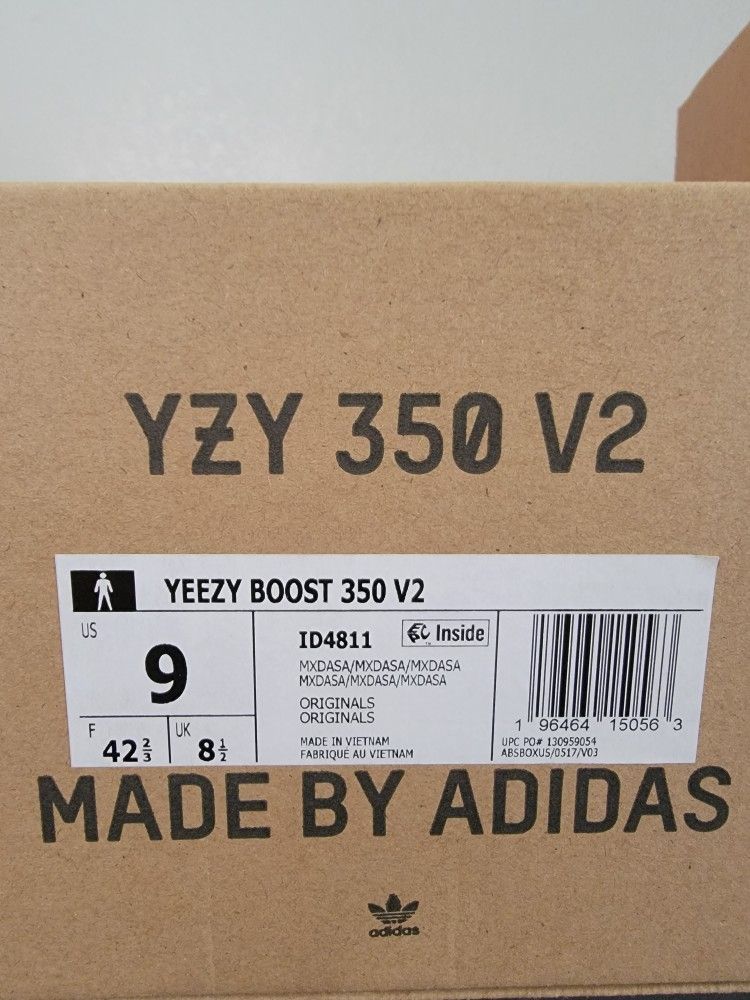 YZY 350 V2
YEEZY BOOST 350 V2
US
9
F
42 2/3
UK
8 1/2
ID4811
Inside
MXDASA/MXDASA/MXDASA
MXDASA/MXDASA/MXDASA
ORIGINALS
ORIGINALS
MADE IN VIETNAM
FABRIQUÉ AU VIETNAM
1 96464 15056 3
UPC PO# 130959054
ABSBOXUS/0517/V03
MADE BY ADIDAS
adidas